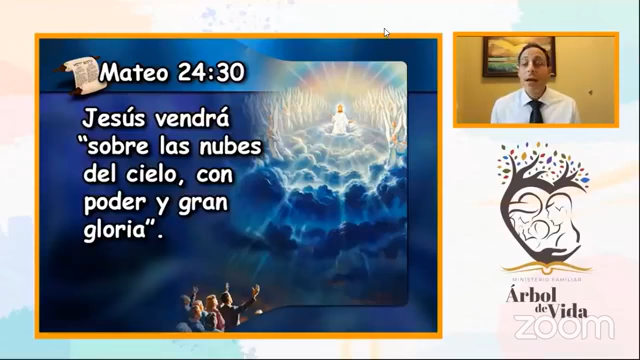 Mateo 24:30
Jesús vendrá
“sobre las nubes
del cielo, con
poder y gran
gloria”.
MINISTERIO FAMILIAR
Árbol
de Vida
zoom